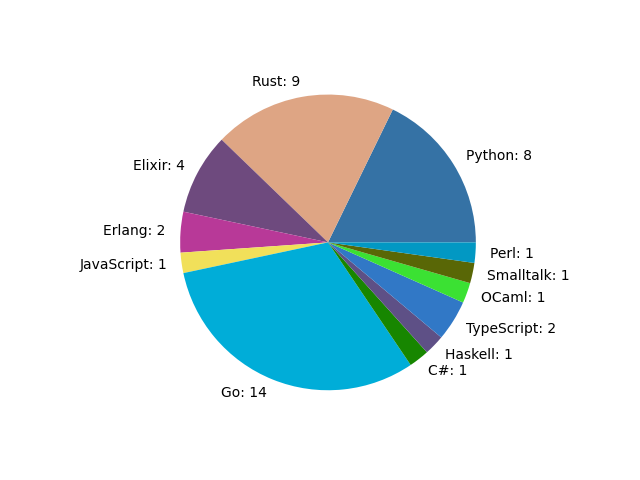 Rust: 9
Python: 8
Elixir: 4
Erlang: 2
Perl: 1
JavaScript: 1
Smalltalk: 1
OCaml: 1
TypeScript: 2
Haskell: 1
C#: 1
Go: 14